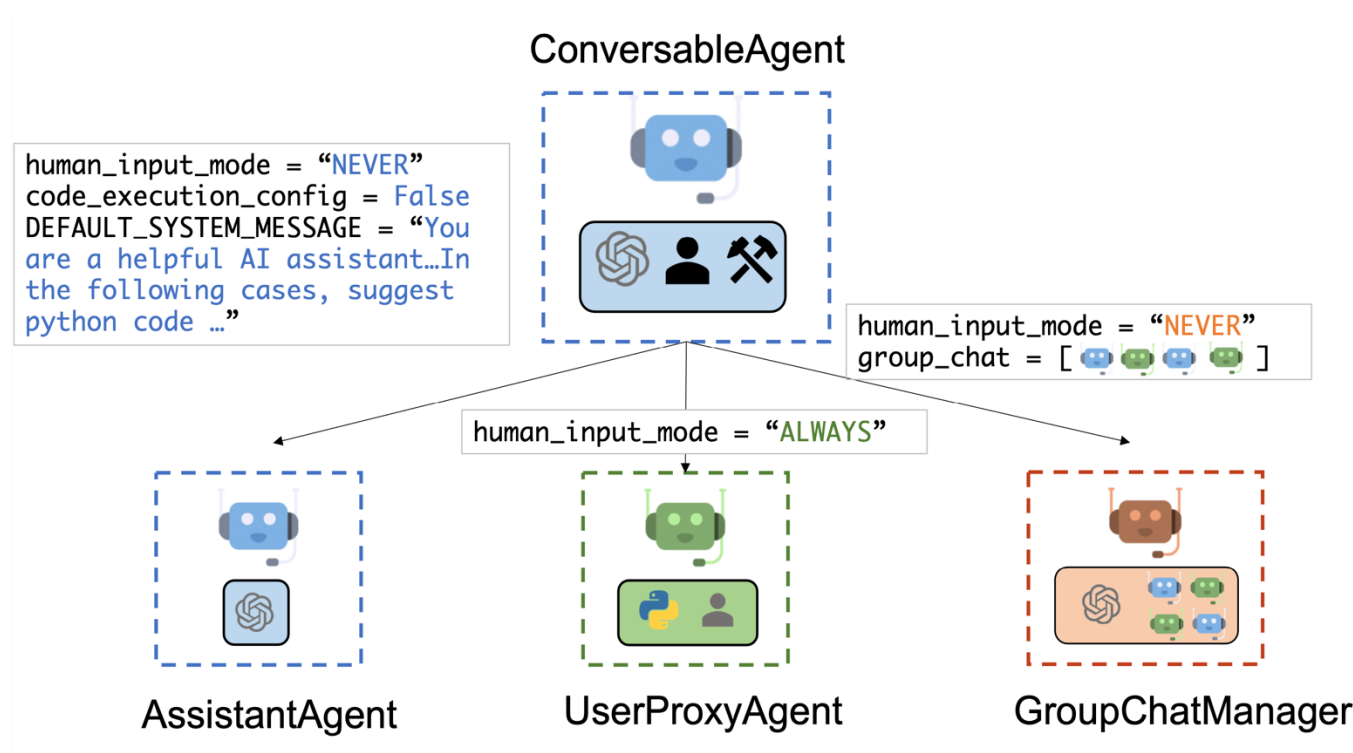 ConversableAgent
human_input_mode = “NEVER”
code_execution_config = False
DEFAULT_SYSTEM_MESSAGE = “You
are a helpful AI assistant…In
the following cases, suggest
python code …”
human_input_mode = “NEVER”
group_chat = [ ]
human_input_mode = “ALWAYS”
AssistantAgent
UserProxyAgent
GroupChatManager